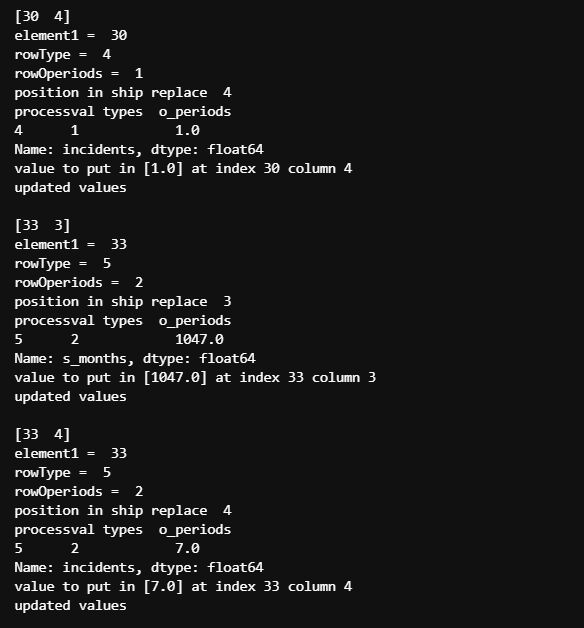 [30  4]
element1 =  30
rowType =  4
rowOperiods =  1
position in ship replace  4
processval types  o_periods
4      1            1.0
Name: incidents, dtype: float64
value to put in [1.0] at index 30 column 4
updated values

[33  3]
element1 =  33
rowType =  5
rowOperiods =  2
position in ship replace  3
processval types  o_periods
5      2            1047.0
Name: s_months, dtype: float64
value to put in [1047.0] at index 33 column 3
updated values

[33  4]
element1 =  33
rowType =  5
rowOperiods =  2
position in ship replace  4
processval types  o_periods
5      2            7.0
Name: incidents, dtype: float64
value to put in [7.0] at index 33 column 4
updated values